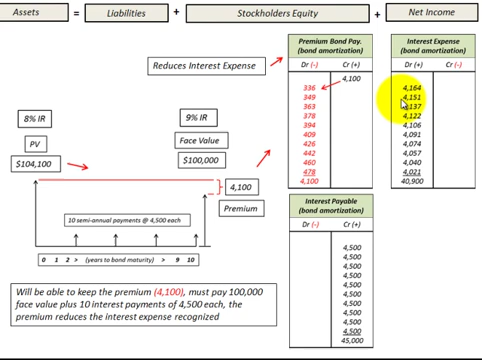 Assets = Liabilities + Stockholders Equity + Net Income
Premium Bond Pay.
(bond amortization)
Dr (-) Cr (+)
4,100
336
349
363
378
394
409
426
442
460
478
4,100
Interest Expense
(bond amortization)
Dr (+) Cr (-)
4,164
4,151
4,137
4,122
4,106
4,091
4,074
4,057
4,040
4,021
40,900
Reduces Interest Expense
8% IR
PV
$104,100
9% IR
Face Value
$100,000
4,100
Premium
10 semi-annual payments @ 4,500 each
0 1 2 > (years to bond maturity) > 9 10
Interest Payable
(bond amortization)
Dr (-) Cr (+)
4,500
4,500
4,500
4,500
4,500
4,500
4,500
4,500
4,500
4,500
45,000
Will be able to keep the premium (4,100), must pay 100,000
face value plus 10 interest payments of 4,500 each, the
premium reduces the interest expense recognized